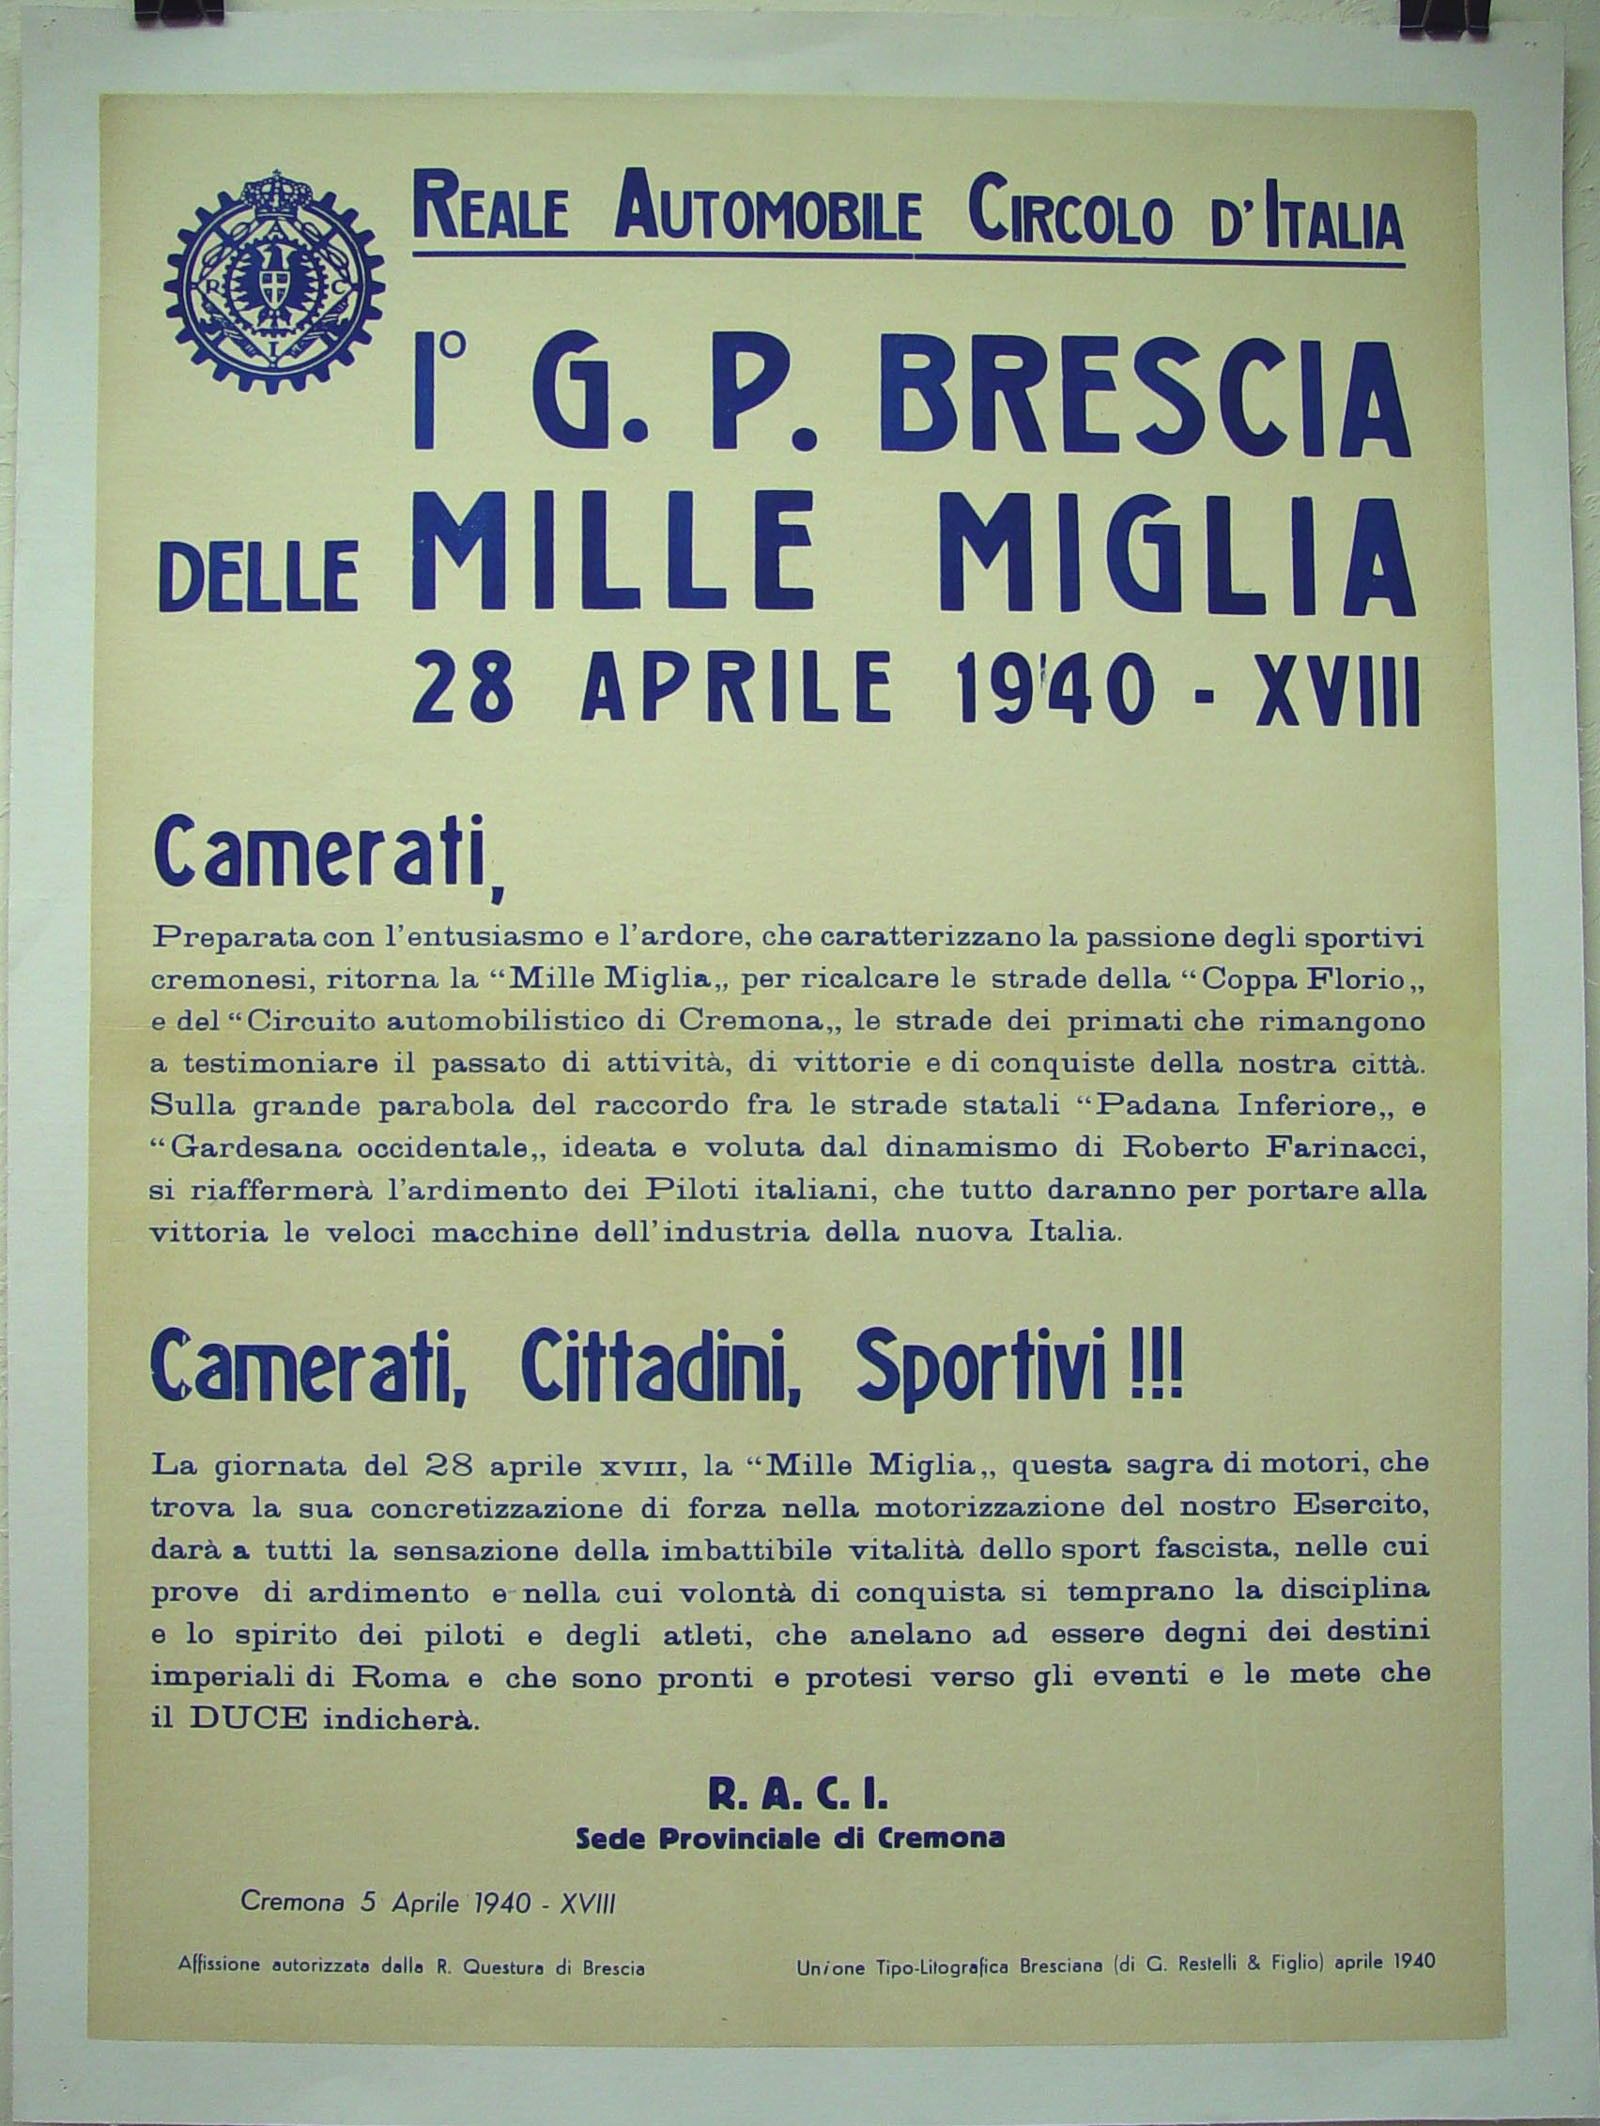 REALE AUTOMOBILE CIRCOLO D'ITALIA
A
R C
I
1º G. P. BRESCIA
DELLE MILLE MIGLIA
28 APRILE 1940 - XVIII
Camerati,
Preparata con l'entusiasmo e l'ardore, che caratterizzano la passione degli sportivi
cremonesi, ritorna la “Mille Miglia„ per ricalcare le strade della “Coppa Florio„
e del “Circuito automobilistico di Cremona„ le strade dei primati che rimangono
a testimoniare il passato di attività, di vittorie e di conquiste della nostra città.
Sulla grande parabola del raccordo fra le strade statali “Padana Inferiore„ e
“Gardesana occidentale„ ideata e voluta dal dinamismo di Roberto Farinacci,
si riaffermerà l'ardimento dei Piloti italiani, che tutto daranno per portare alla
vittoria le veloci macchine dell'industria della nuova Italia.
Camerati, Cittadini, Sportivi !!!
La giornata del 28 aprile XVIII, la “Mille Miglia„ questa sagra di motori, che
trova la sua concretizzazione di forza nella motorizzazione del nostro Esercito,
darà a tutti la sensazione della imbattibile vitalità dello sport fascista, nelle cui
prove di ardimento e nella cui volontà di conquista si temprano la disciplina
e lo spirito dei piloti e degli atleti, che anelano ad essere degni dei destini
imperiali di Roma e che sono pronti e protesi verso gli eventi e le mete che
il DUCE indicherà.
R. A. C. I.
Sede Provinciale di Cremona
Cremona 5 Aprile 1940 - XVIII
Affissione autorizzata dalla R. Questura di Brescia
Unione Tipo-Litografica Bresciana (di G. Restelli & Figlio) aprile 1940